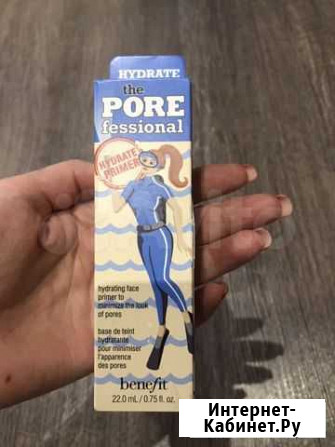 HYDRATE
the
PORE
fessional
HYDRATE
PRIMER
hydrating face
primer to
minimize the look
of pores
base de teint
hydratante
pour minimiser
l'apparence
des pores
benefit
22.0 mL / 0.75 fl. oz.
Интернет-
Кабинет.Ру